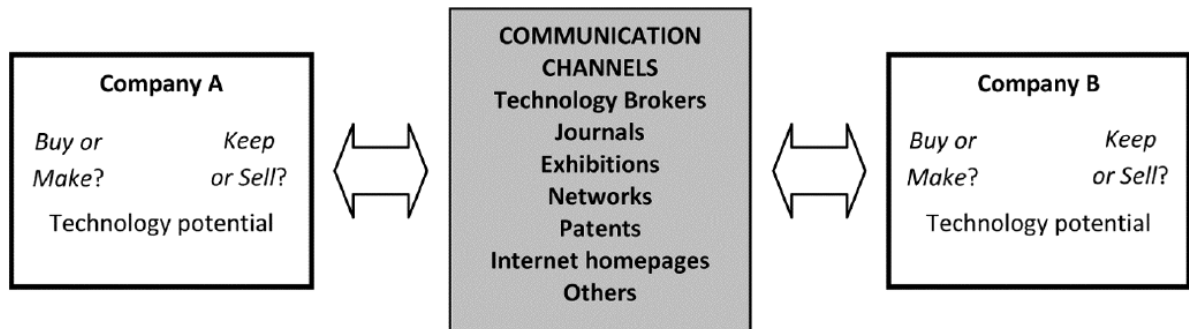 Company A
Buy or Keep
Make? or Sell?
Technology potential
COMMUNICATION
CHANNELS
Technology Brokers
Journals
Exhibitions
Networks
Patents
Internet homepages
Others
Company B
Buy or Keep
Make? or Sell?
Technology potential